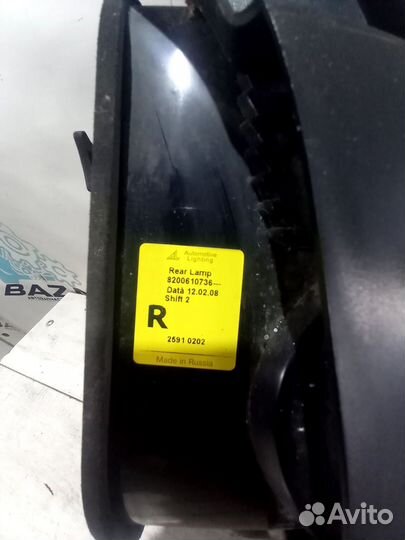 Automotive
Lighting
Rear Lamp
8200610736---
Data 12.02.08
Shift 2
R
2591 0202
Made in Russia
BAZ
Avito